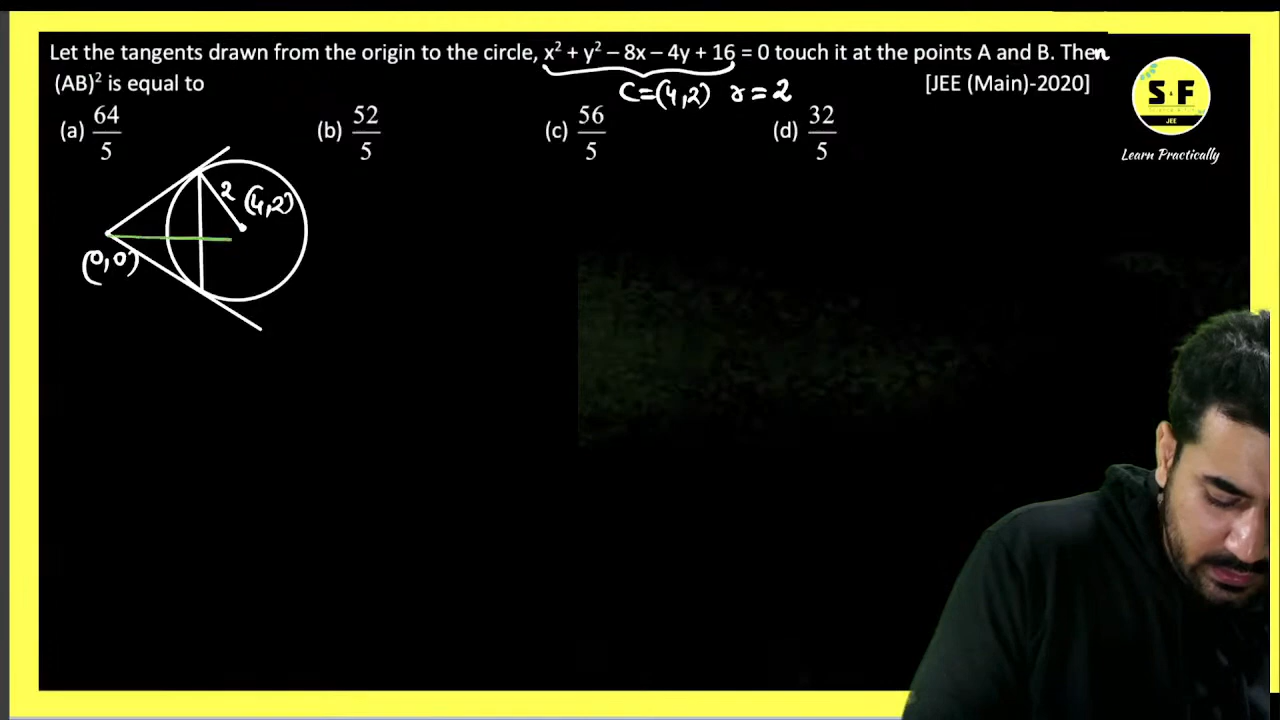 Let the tangents drawn from the origin to the circle, x² + y² – 8x – 4y + 16 = 0 touch it at the points A and B. Then
(AB)² is equal to
[JEE (Main)-2020]
C=(4,2) r=2
(a) 64/5
(b) 52/5
(c) 56/5
(d) 32/5
2 (4,2)
(0,0)
S&F
JEE
Learn Practically